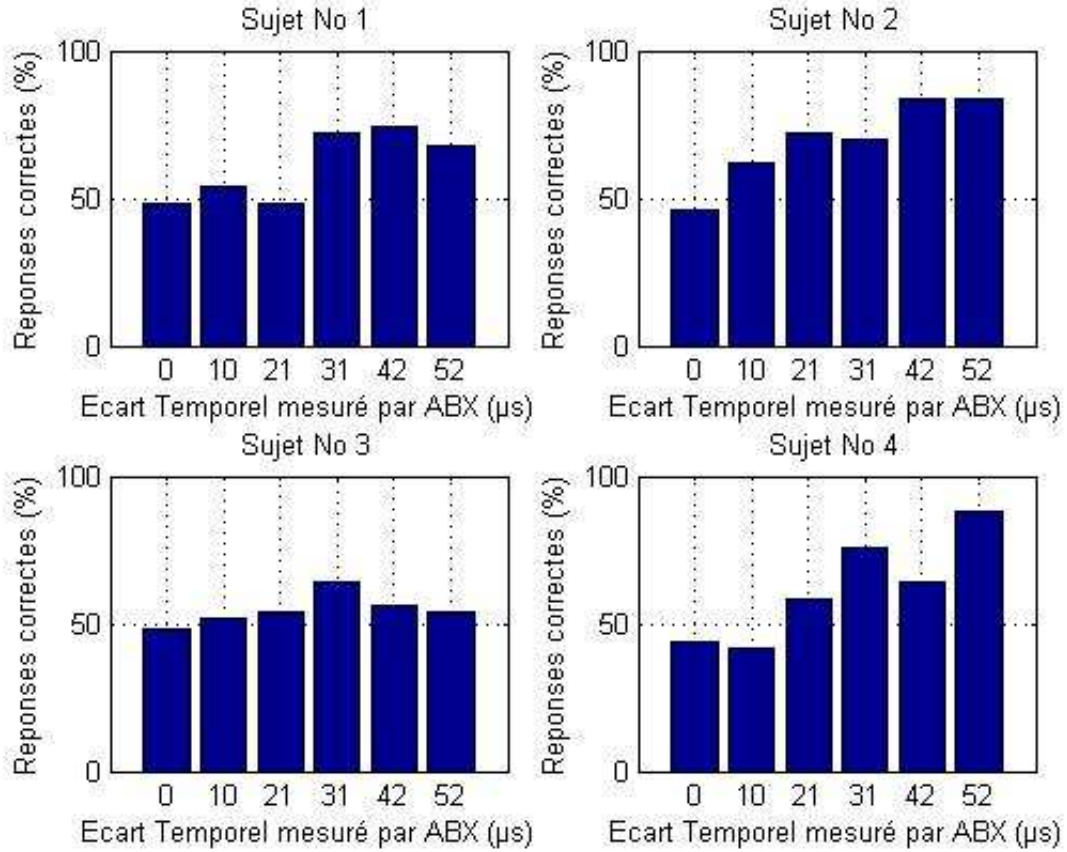 Sujet No 1
Reponses correctes (%)
100
50
0
0 10 21 31 42 52
Ecart Temporel mesuré par ABX (µs)
Sujet No 2
Reponses correctes (%)
100
50
0
0 10 21 31 42 52
Ecart Temporel mesuré par ABX (µs)
Sujet No 3
Reponses correctes (%)
100
50
0
0 10 21 31 42 52
Ecart Temporel mesuré par ABX (µs)
Sujet No 4
Reponses correctes (%)
100
50
0
0 10 21 31 42 52
Ecart Temporel mesuré par ABX (µs)